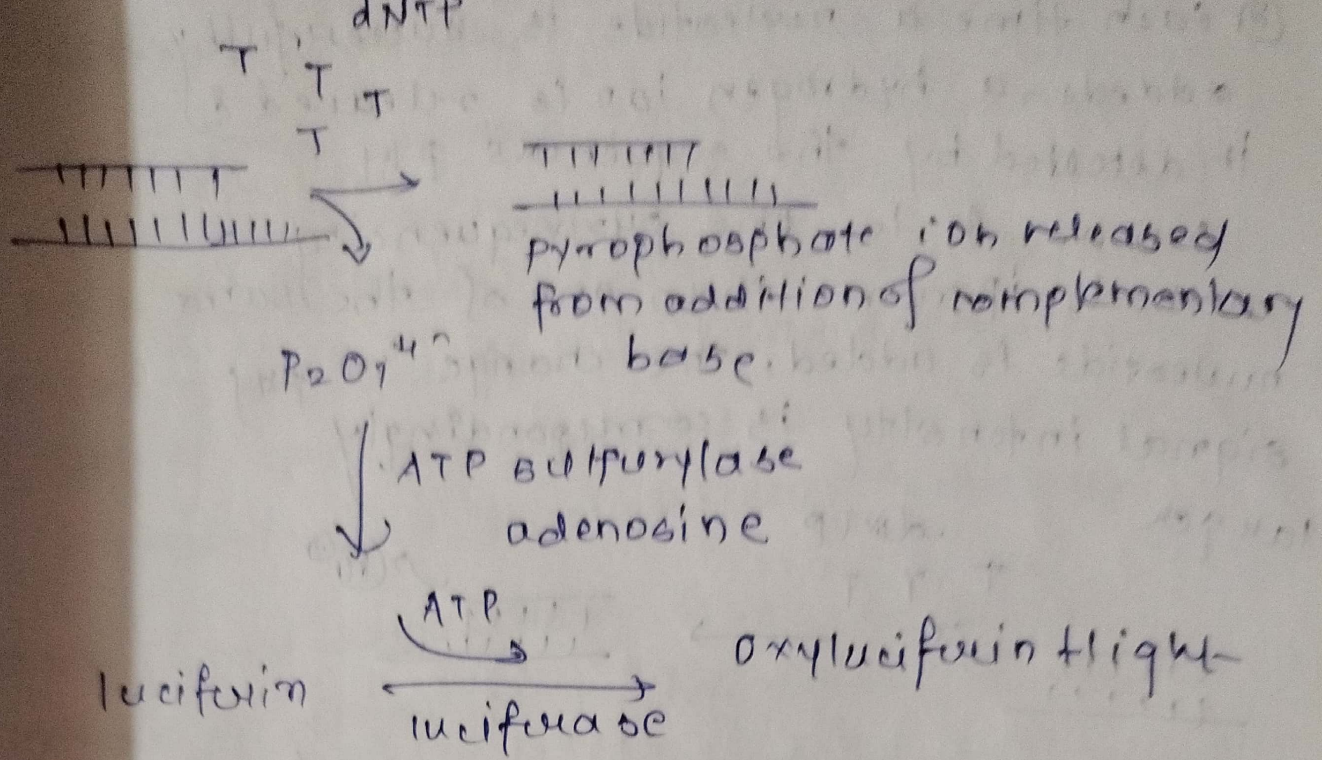 dNTP
T
T
T
T
pyrophosphate ion released
from addition of complementary
base.
P2O7 4-
ATP sulfurylase
adenosine
ATP
luciferin
luciferase
oxyluciferin + light